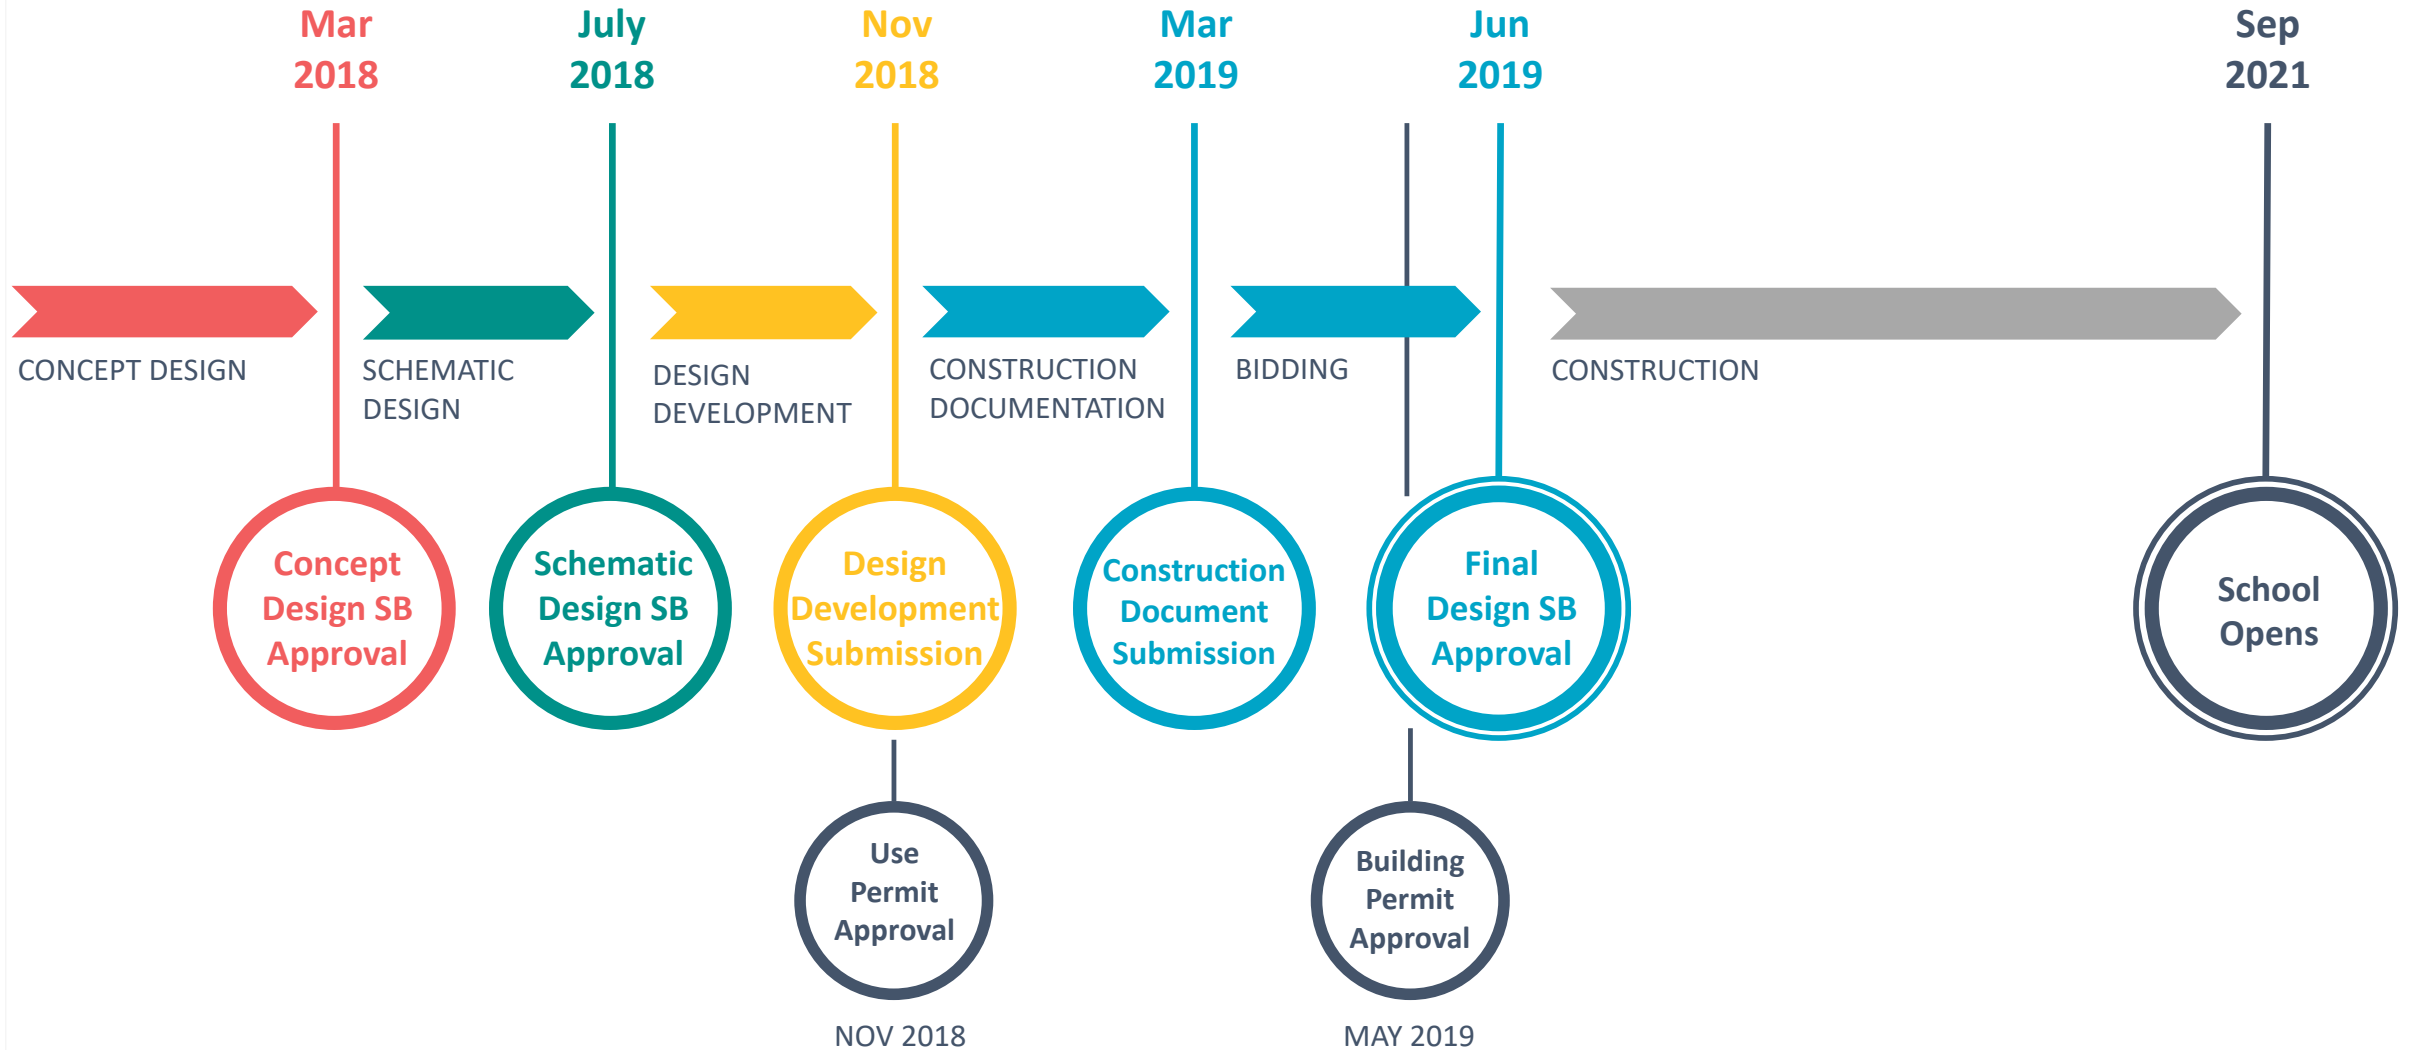 Mar
2018
July
2018
Nov
2018
Mar
2019
Jun
2019
Sep
2021
CONCEPT DESIGN
SCHEMATIC
DESIGN
DESIGN
DEVELOPMENT
CONSTRUCTION
DOCUMENTATION
BIDDING
CONSTRUCTION
Concept
Design SB
Approval
Schematic
Design SB
Approval
Design
Development
Submission
Construction
Document
Submission
Final
Design SB
Approval
School
Opens
Use
Permit
Approval
NOV 2018
Building
Permit
Approval
MAY 2019